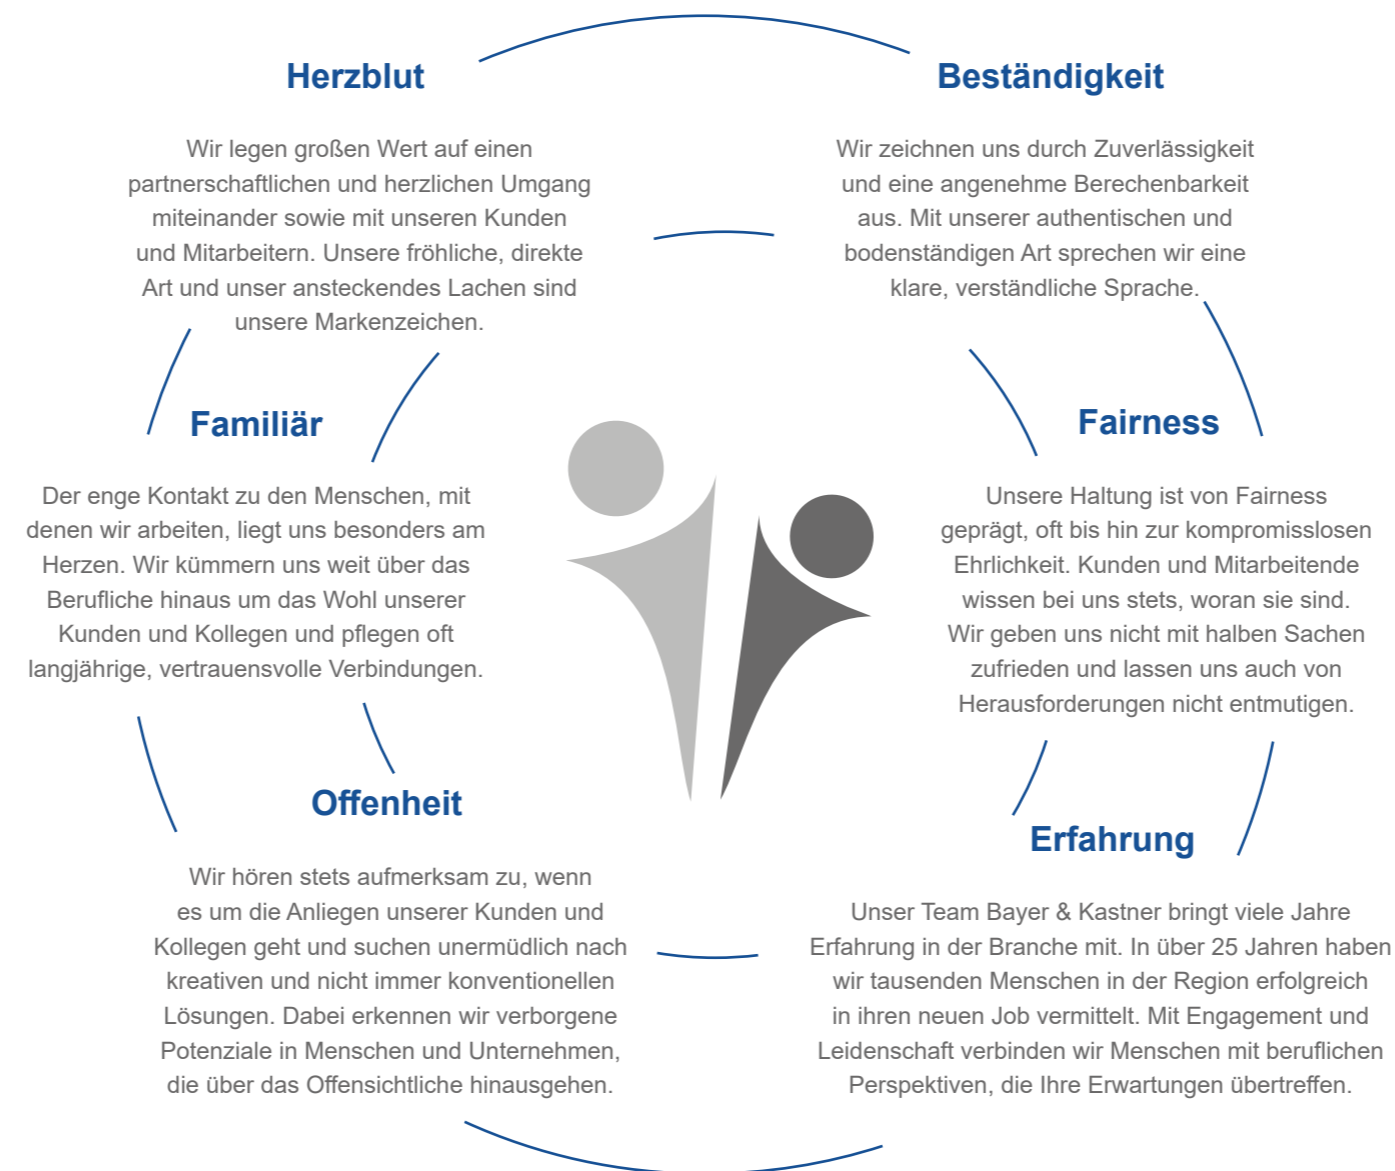 Herzblut
Wir legen großen Wert auf einen
partnerschaftlichen und herzlichen Umgang
miteinander sowie mit unseren Kunden
und Mitarbeitern. Unsere fröhliche, direkte
Art und unser ansteckendes Lachen sind
unsere Markenzeichen.
Beständigkeit
Wir zeichnen uns durch Zuverlässigkeit
und eine angenehme Berechenbarkeit
aus. Mit unserer authentischen und
bodenständigen Art sprechen wir eine
klare, verständliche Sprache.
Familiär
Der enge Kontakt zu den Menschen, mit
denen wir arbeiten, liegt uns besonders am
Herzen. Wir kümmern uns weit über das
Berufliche hinaus um das Wohl unserer
Kunden und Kollegen und pflegen oft
langjährige, vertrauensvolle Verbindungen.
Fairness
Unsere Haltung ist von Fairness
geprägt, oft bis hin zur kompromisslosen
Ehrlichkeit. Kunden und Mitarbeitende
wissen bei uns stets, woran sie sind.
Wir geben uns nicht mit halben Sachen
zufrieden und lassen uns auch von
Herausforderungen nicht entmutigen.
Offenheit
Wir hören stets aufmerksam zu, wenn
es um die Anliegen unserer Kunden und
Kollegen geht und suchen unermüdlich nach
kreativen und nicht immer konventionellen
Lösungen. Dabei erkennen wir verborgene
Potenziale in Menschen und Unternehmen,
die über das Offensichtliche hinausgehen.
Erfahrung
Unser Team Bayer & Kastner bringt viele Jahre
Erfahrung in der Branche mit. In über 25 Jahren haben
wir tausenden Menschen in der Region erfolgreich
in ihren neuen Job vermittelt. Mit Engagement und
Leidenschaft verbinden wir Menschen mit beruflichen
Perspektiven, die Ihre Erwartungen übertreffen.